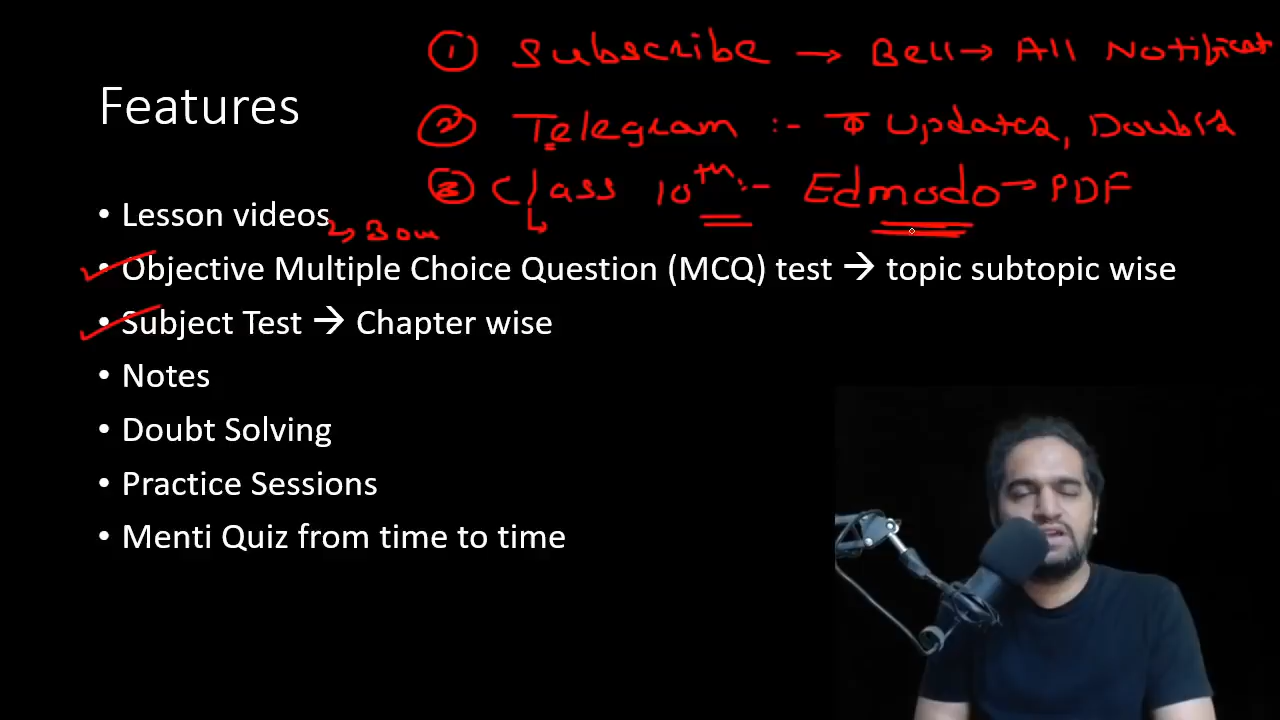 ① Subscribe → Bell → All Notificat
Features
② Telegram :- Updates, Doubts
③ Class 10th :- Edmodo → PDF
• Lesson videos
• Objective Multiple Choice Question (MCQ) test → topic subtopic wise
• Subject Test → Chapter wise
• Notes
• Doubt Solving
• Practice Sessions
• Menti Quiz from time to time